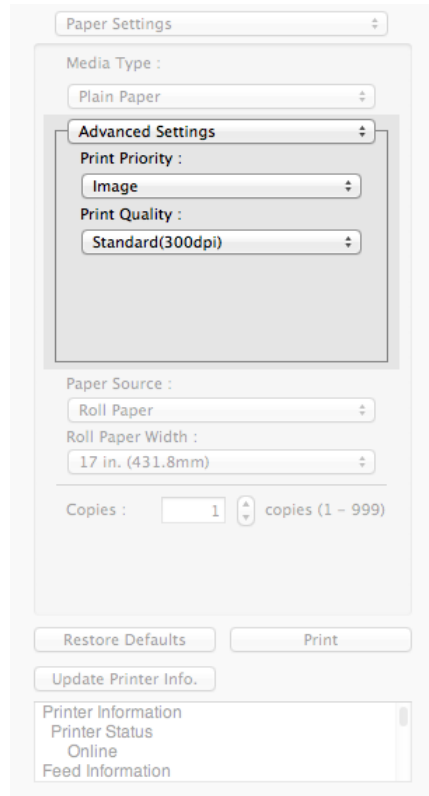 Paper Settings
Media Type :
Plain Paper
Advanced Settings
Print Priority :
Image
Print Quality :
Standard(300dpi)
Paper Source :
Roll Paper
Roll Paper Width :
17 in. (431.8mm)
Copies : 1 copies (1 – 999)
Restore Defaults Print
Update Printer Info.
Printer Information
Printer Status
Online
Feed Information